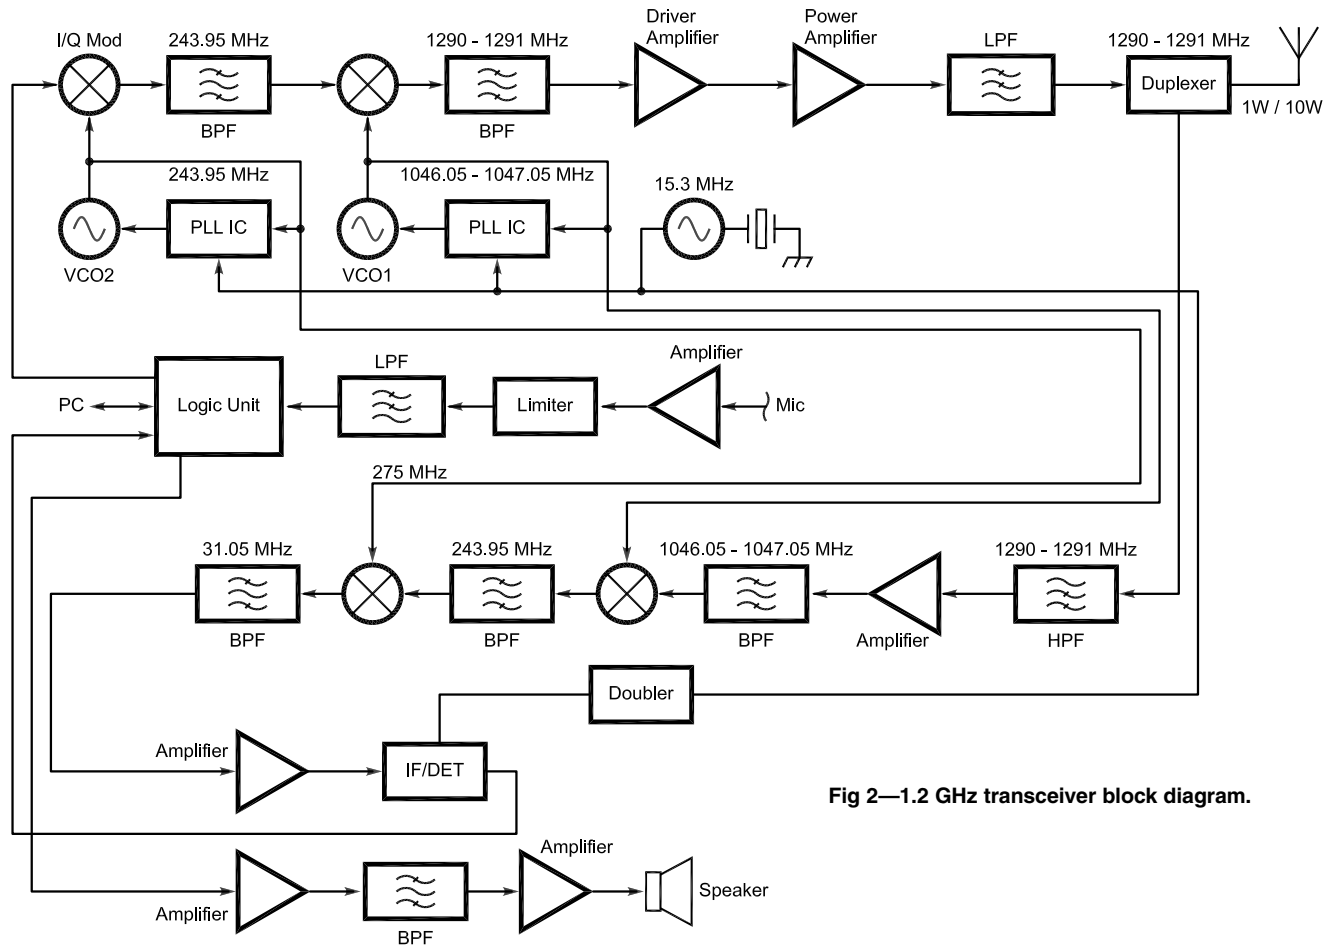 Driver
Amplifier
Power
Amplifier
I/Q Mod
243.95 MHz
1290 - 1291 MHz
LPF
1290 - 1291 MHz
Duplexer
1W / 10W
BPF
BPF
243.95 MHz
1046.05 - 1047.05 MHz
15.3 MHz
PLL IC
PLL IC
VCO2
VCO1
Amplifier
LPF
PC
Logic Unit
Limiter
Mic
275 MHz
31.05 MHz
243.95 MHz
1046.05 - 1047.05 MHz
1290 - 1291 MHz
BPF
BPF
BPF
Amplifier
HPF
Doubler
Amplifier
IF/DET
Fig 2—1.2 GHz transceiver block diagram.
Amplifier
Speaker
Amplifier
BPF